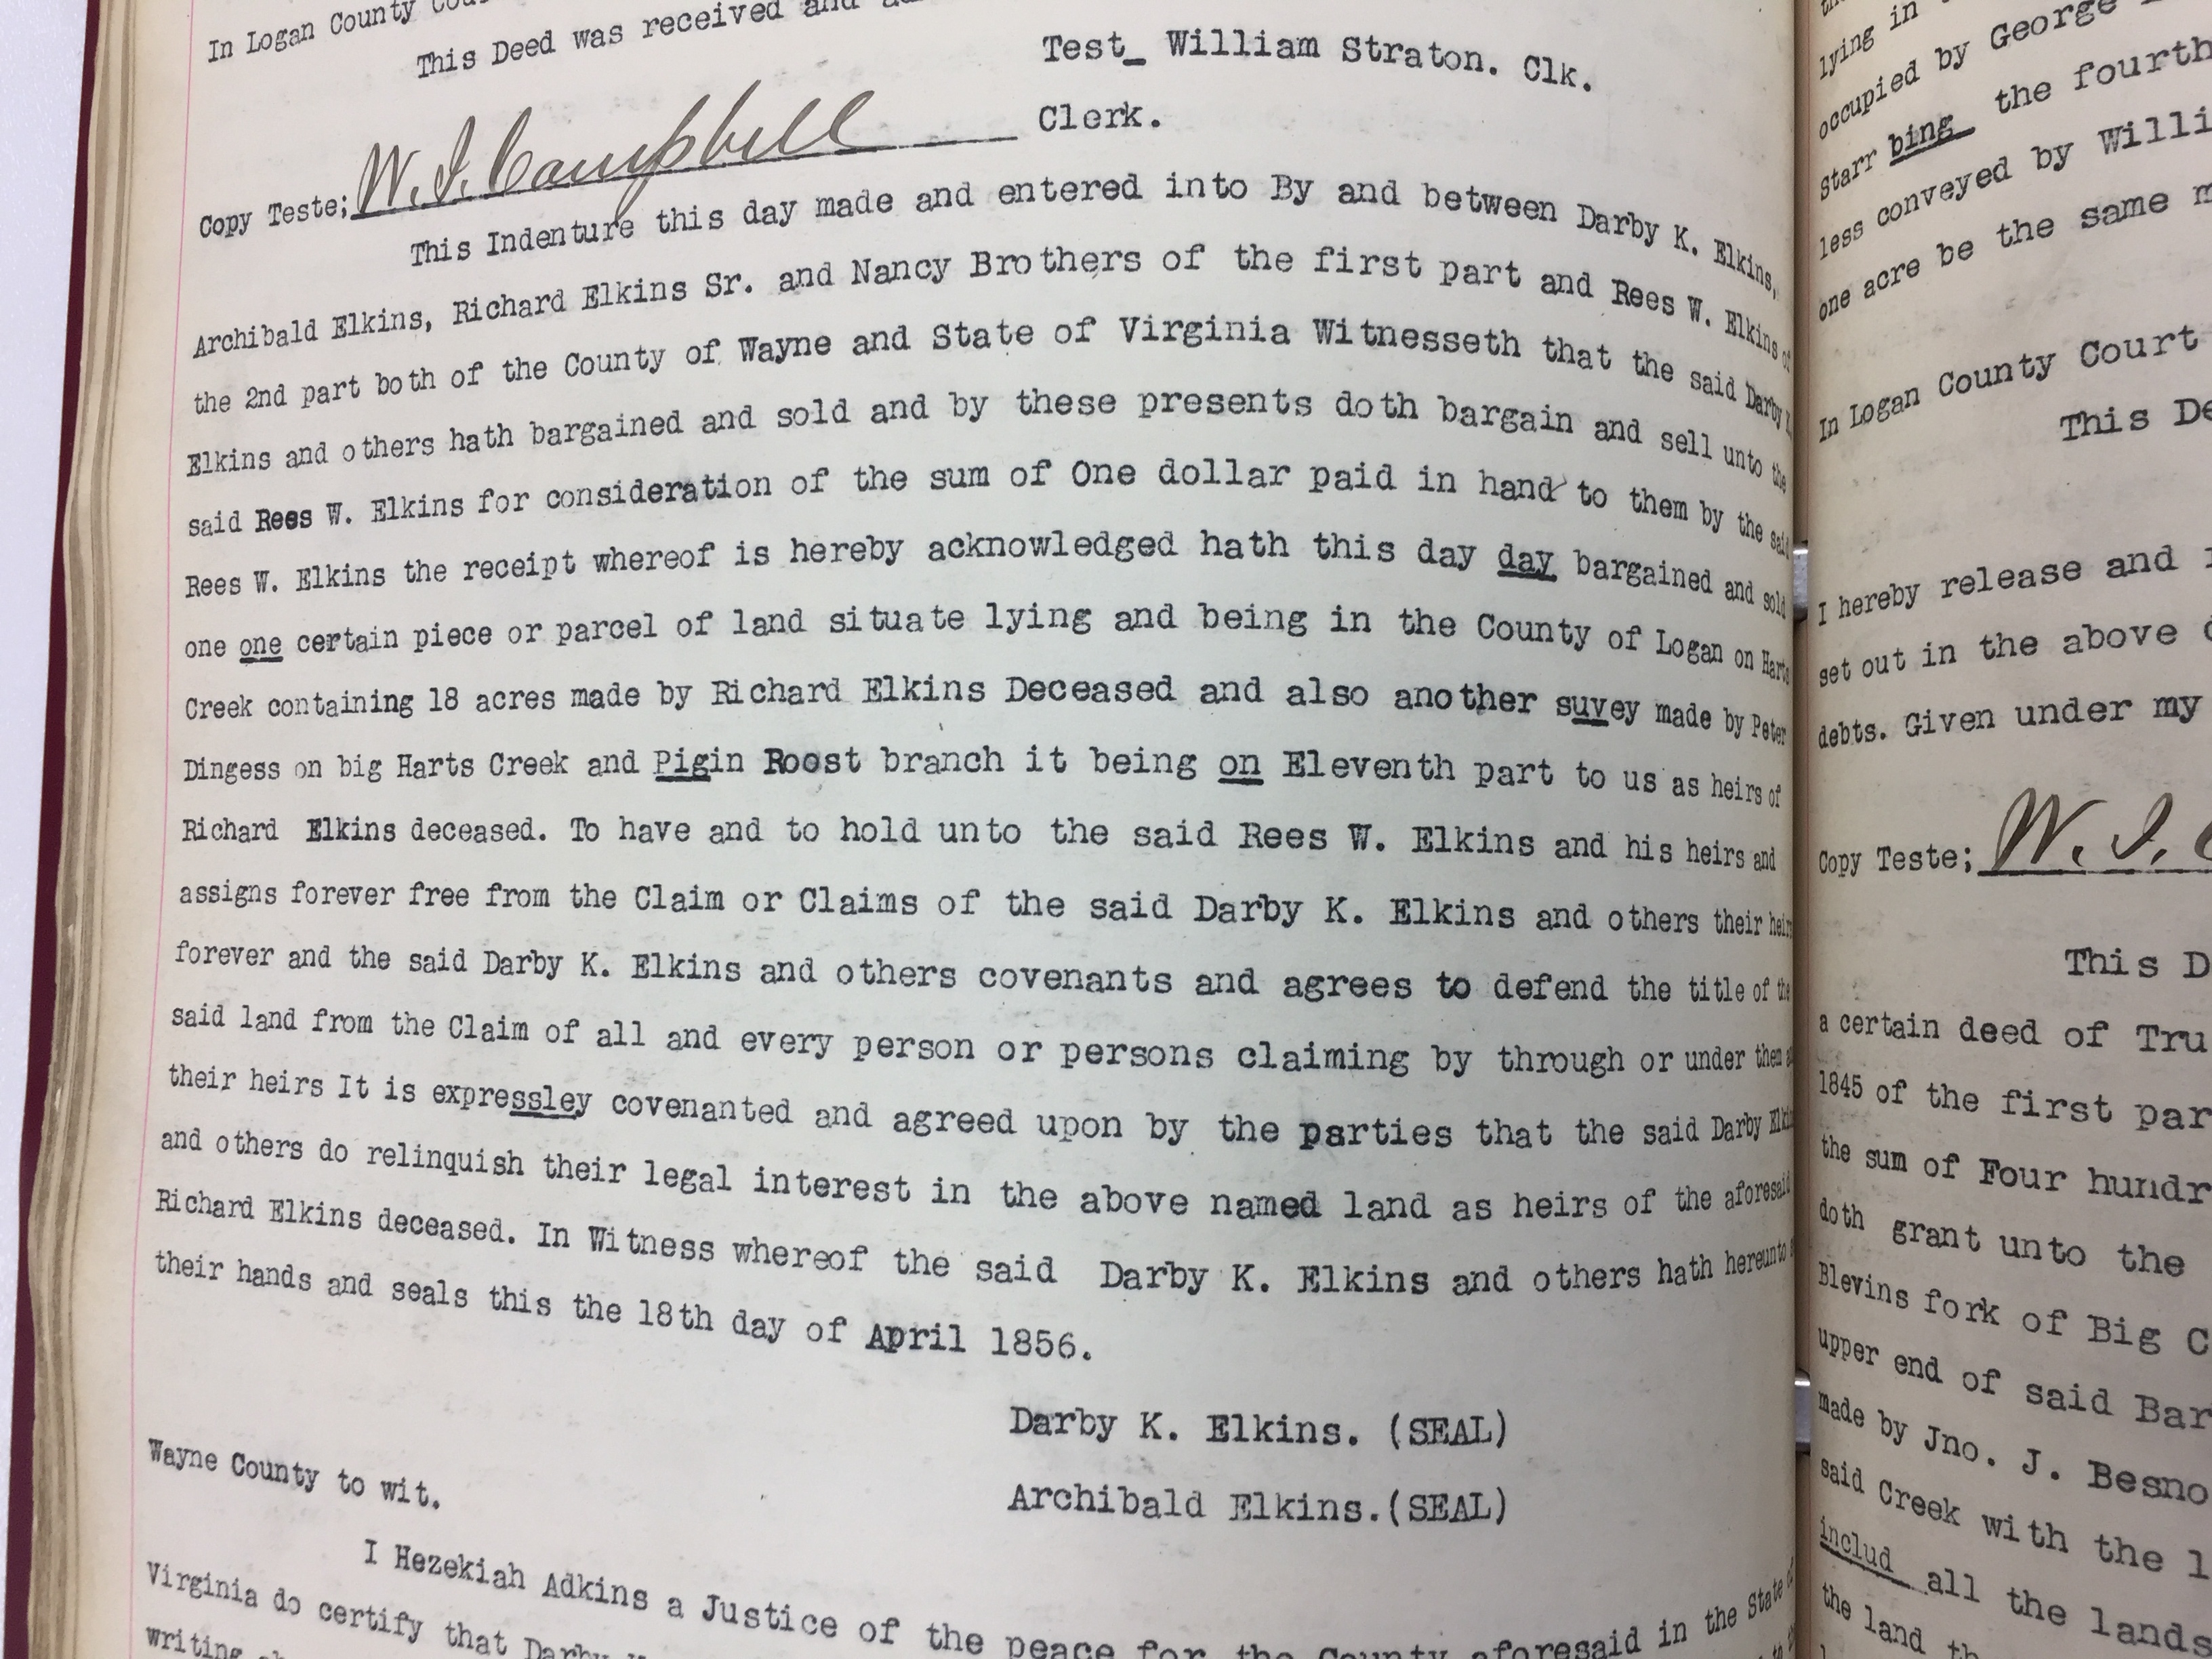 In Logan County
This Deed was received and
Test_ William Straton. Clk.
Copy Teste; W. I. Campbell Clerk.
This Indenture this day made and entered into By and between Darby K. Elkins,
Archibald Elkins, Richard Elkins Sr. and Nancy Brothers of the first part and Rees W. Elkins of
the 2nd part both of the County of Wayne and State of Virginia Witnesseth that the said Darby K.
Elkins and others hath bargained and sold and by these presents doth bargain and sell unto the
said Rees W. Elkins for consideration of the sum of One dollar paid in hand to them by the said
Rees W. Elkins the receipt whereof is hereby acknowledged hath this day day bargained and sold
one one certain piece or parcel of land situate lying and being in the County of Logan on Harts
Creek containing 18 acres made by Richard Elkins Deceased and also another suvey made by Peter
Dingess on big Harts Creek and Pigin Roost branch it being on Eleventh part to us as heirs of
Richard Elkins deceased. To have and to hold unto the said Rees W. Elkins and his heirs and
assigns forever free from the Claim or Claims of the said Darby K. Elkins and others their heirs
forever and the said Darby K. Elkins and others covenants and agrees to defend the title of the
said land from the Claim of all and every person or persons claiming by through or under them
their heirs It is expressley covenanted and agreed upon by the parties that the said Darby Elkins
and others do relinquish their legal interest in the above named land as heirs of the aforesaid
Richard Elkins deceased. In Witness whereof the said Darby K. Elkins and others hath hereunto
their hands and seals this the 18th day of April 1856.
Darby K. Elkins. (SEAL)
Archibald Elkins.(SEAL)
Wayne County to wit.
I Hezekiah Adkins a Justice of the peace for the County aforesaid in the State
Virginia do certify that Darby
writing
lying in
occupied by George
Starr bing the fourth
less conveyed by
one acre be the same
In Logan County Court
This
I hereby release and
set out in the above
debts. Given under my
Copy Teste; W. I.
This
a certain deed of
1845 of the first
the sum of Four
doth grant unto the
Blevins fork of Big
upper end of said
made by Jno. J.
said Creek with the
includ all the lands
the land